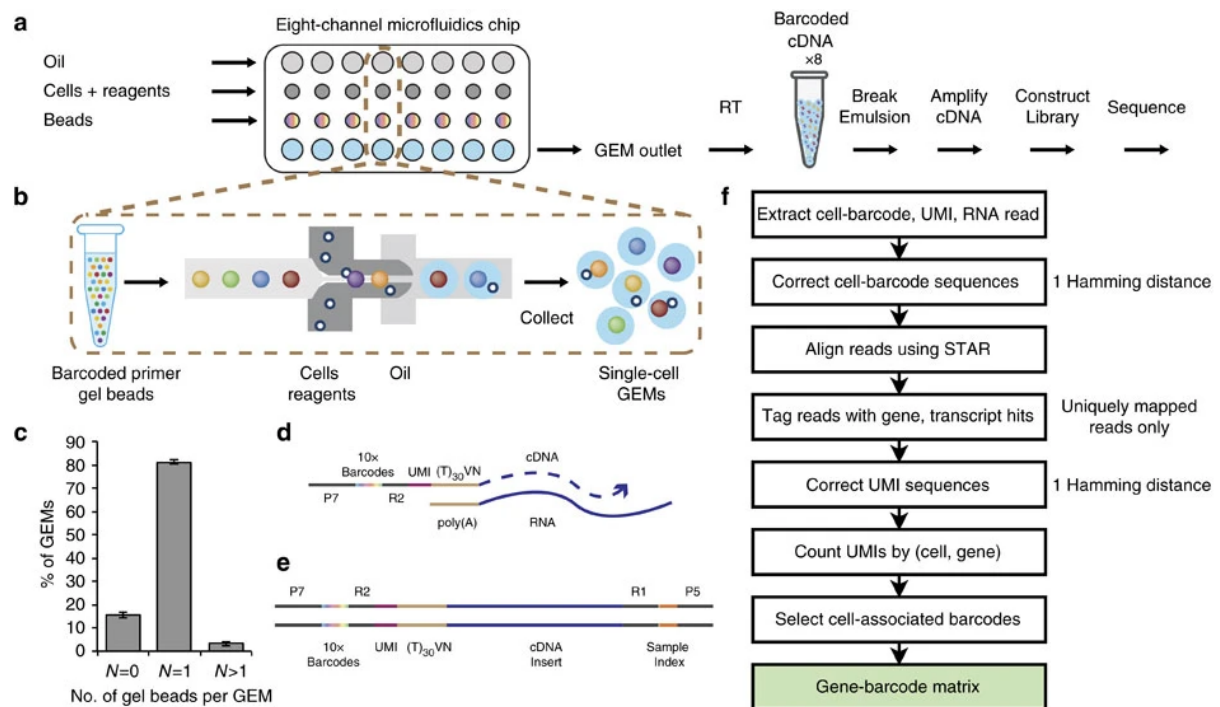 a
Eight-channel microfluidics chip
Oil
Cells + reagents
Beads
GEM outlet
RT
Barcoded
cDNA
×8
Break
Emulsion
Amplify
cDNA
Construct
Library
Sequence
b
Collect
Barcoded primer
gel beads
Cells
reagents
Oil
Single-cell
GEMs
c
% of GEMs
90
80
70
60
50
40
30
20
10
0
N=0
N=1
N>1
No. of gel beads per GEM
d
10×
Barcodes
UMI
(T)30VN
cDNA
P7
R2
poly(A)
RNA
e
P7
R2
R1
P5
10×
Barcodes
UMI
(T)30VN
cDNA
Insert
Sample
Index
f
Extract cell-barcode, UMI, RNA read
Correct cell-barcode sequences
1 Hamming distance
Align reads using STAR
Tag reads with gene, transcript hits
Uniquely mapped
reads only
Correct UMI sequences
1 Hamming distance
Count UMIs by (cell, gene)
Select cell-associated barcodes
Gene-barcode matrix